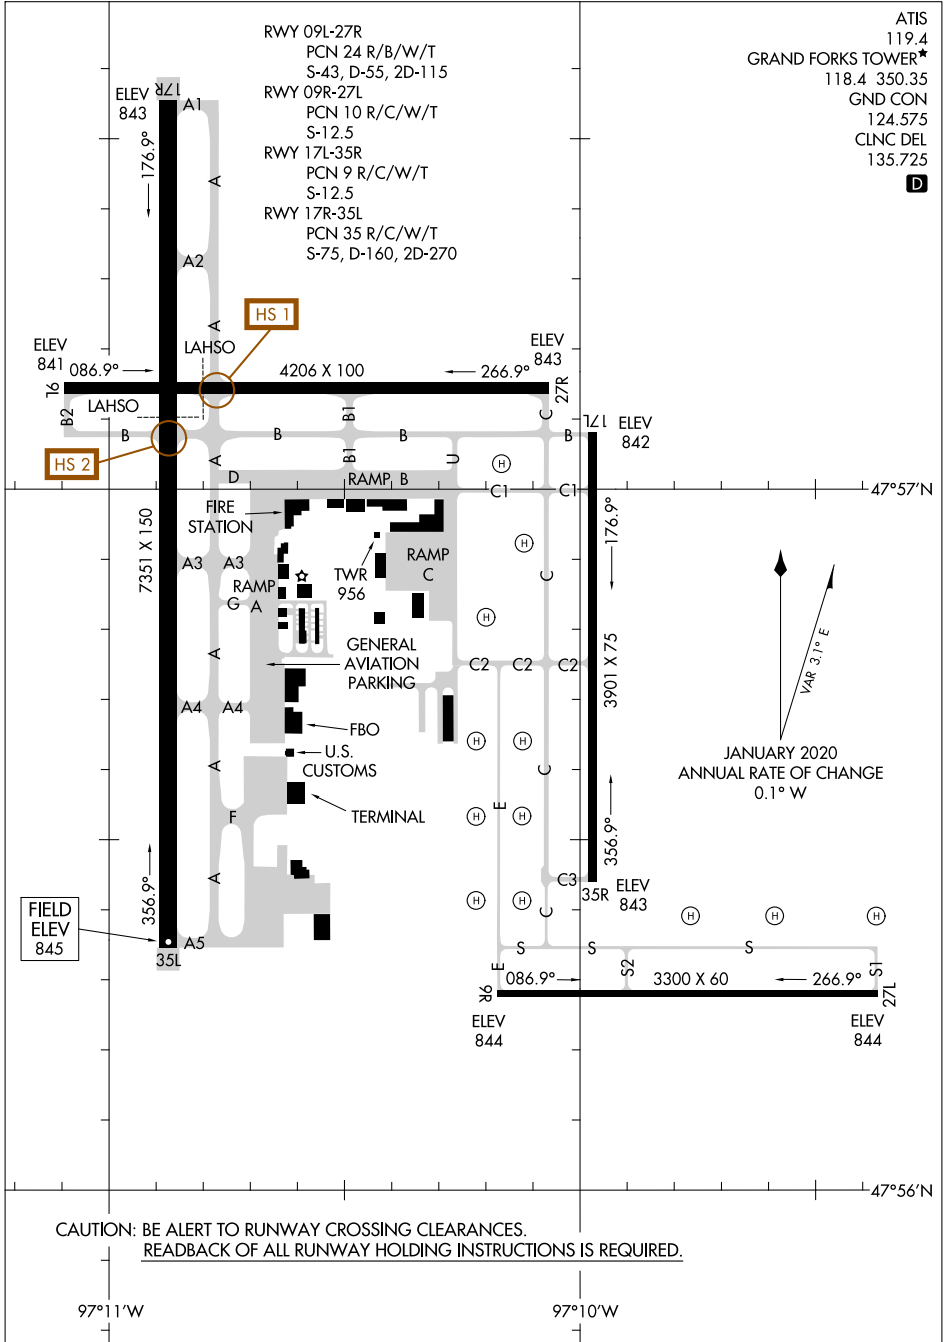 RWY 09L-27R
PCN 24 R/B/W/T
S-43, D-55, 2D-115
RWY 09R-27L
PCN 10 R/C/W/T
S-12.5
RWY 17L-35R
PCN 9 R/C/W/T
S-12.5
RWY 17R-35L
PCN 35 R/C/W/T
S-75, D-160, 2D-270
ATIS
119.4
GRAND FORKS TOWER★
118.4 350.35
GND CON
124.575
CLNC DEL
135.725
D
17R
ELEV
843
A1
176.9°
A
A2
A
HS 1
LAHSO
ELEV
841
086.9°
4206 X 100
266.9°
ELEV
843
9L
27R
LAHSO
B2
B
B
B1
B
C
B
17L
ELEV
842
HS 2
A
D
B1
U
H
RAMP B
C1
C1
47°57'N
7351 X 150
FIRE
STATION
TWR
956
RAMP
C
H
176.9°
A3
A3
RAMP
A
G
C
H
GENERAL
AVIATION
PARKING
A
C2
C2
C2
3901 X 75
VAR 3.1° E
A4
A4
FBO
H
H
U.S.
CUSTOMS
A
C
JANUARY 2020
ANNUAL RATE OF CHANGE
0.1° W
TERMINAL
F
E
H
H
356.9°
356.9°
A
C3
35R
ELEV
843
FIELD
ELEV
845
H
H
C
H
H
H
A5
35L
S
S
S
E
086.9°
S2
3300 X 60
266.9°
S1
9R
27L
ELEV
844
ELEV
844
47°56'N
CAUTION: BE ALERT TO RUNWAY CROSSING CLEARANCES.
READBACK OF ALL RUNWAY HOLDING INSTRUCTIONS IS REQUIRED.
97°11'W
97°10'W